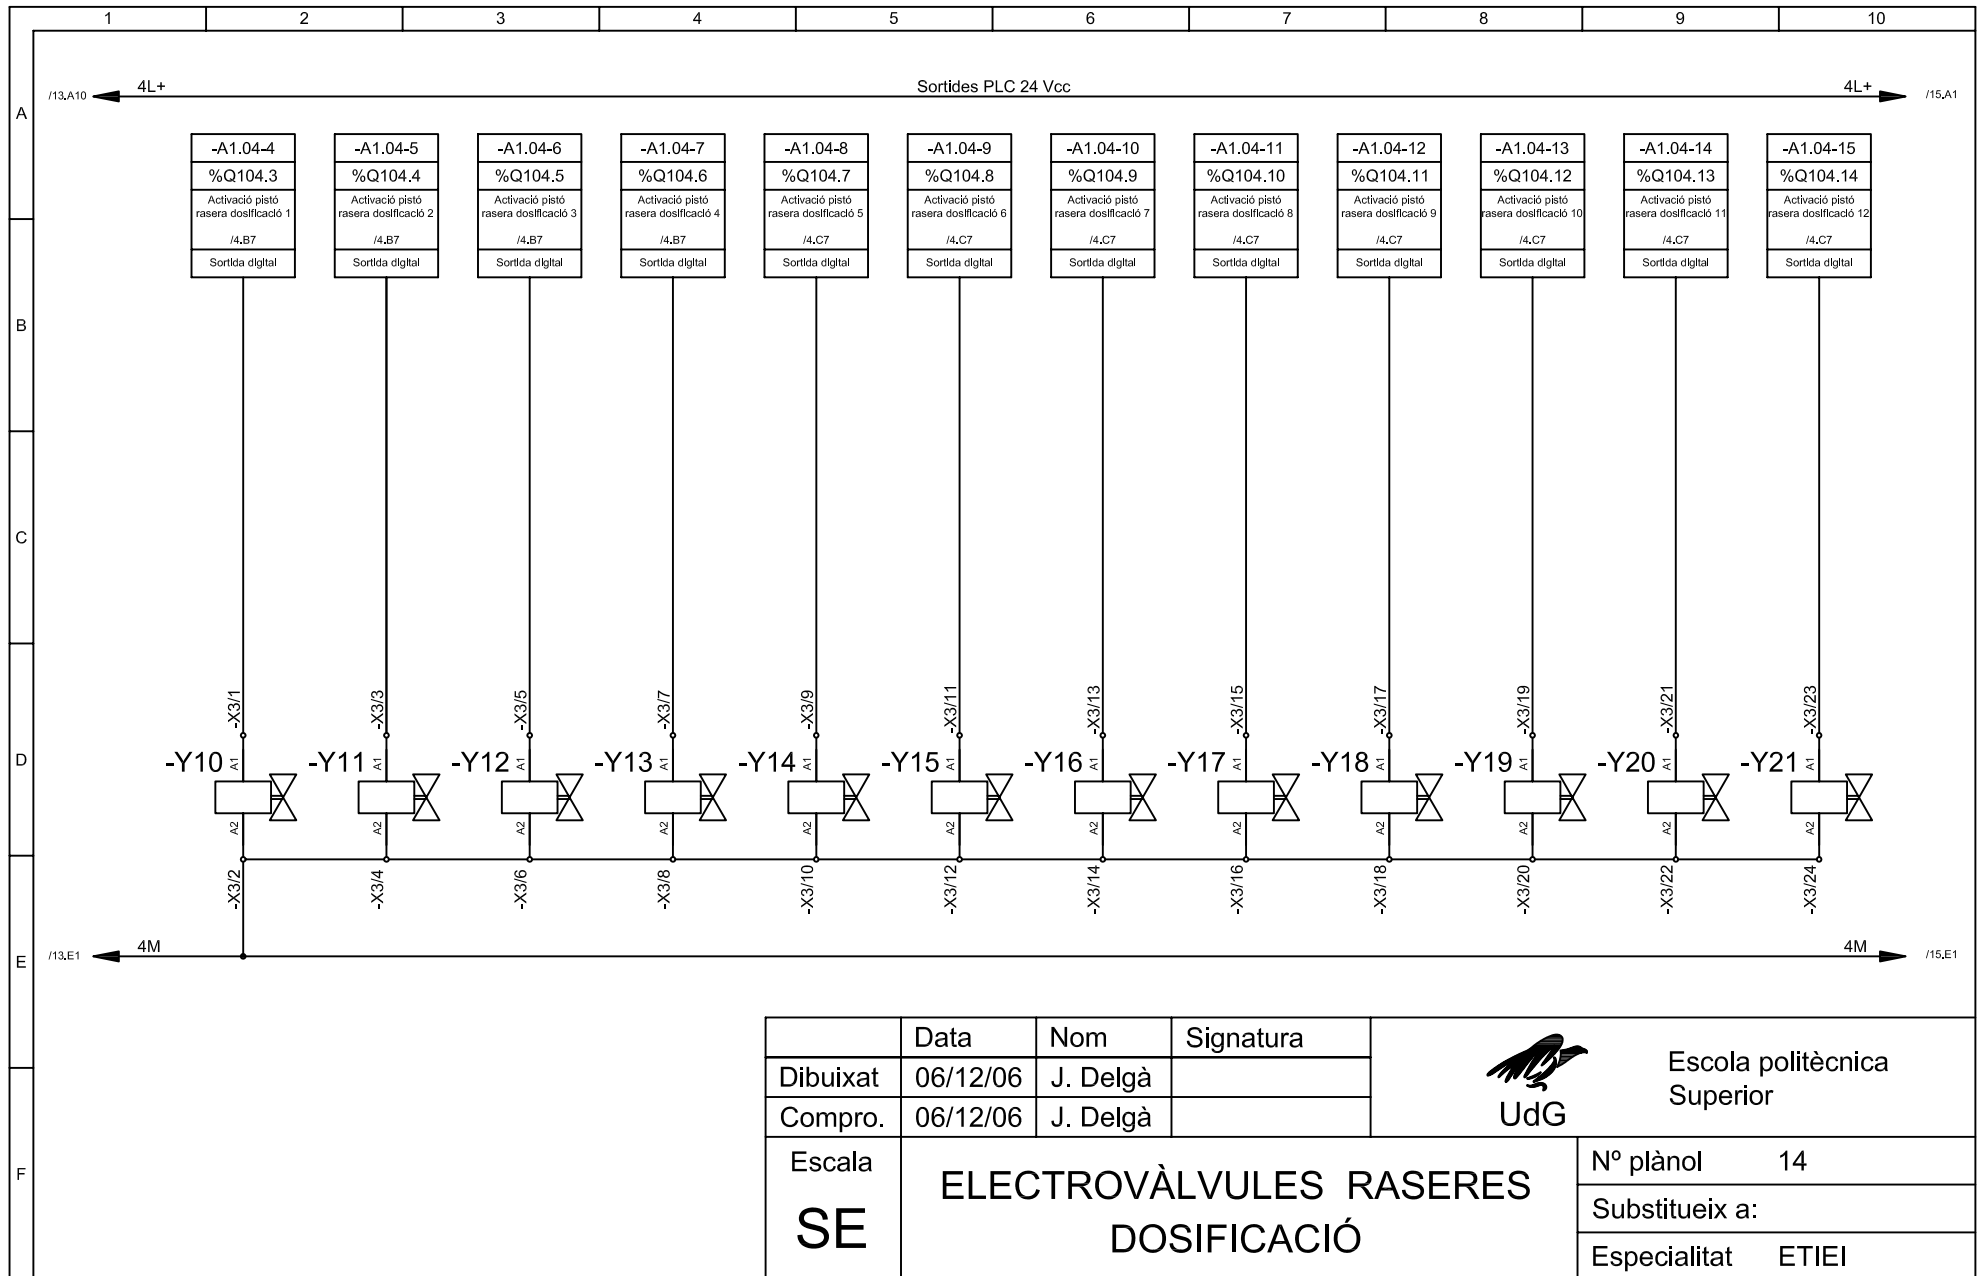 1 2 3 4 5 6 7 8 9 10
A
B
C
D
E
F
/13.A10 4L+ Sortides PLC 24 Vcc 4L+ /15.A1
-A1.04-4
%Q104.3
Activació pistó
rasera dosificació 1
/4.B7
Sortida digital
-A1.04-5
%Q104.4
Activació pistó
rasera dosificació 2
/4.B7
Sortida digital
-A1.04-6
%Q104.5
Activació pistó
rasera dosificació 3
/4.B7
Sortida digital
-A1.04-7
%Q104.6
Activació pistó
rasera dosificació 4
/4.B7
Sortida digital
-A1.04-8
%Q104.7
Activació pistó
rasera dosificació 5
/4.C7
Sortida digital
-A1.04-9
%Q104.8
Activació pistó
rasera dosificació 6
/4.C7
Sortida digital
-A1.04-10
%Q104.9
Activació pistó
rasera dosificació 7
/4.C7
Sortida digital
-A1.04-11
%Q104.10
Activació pistó
rasera dosificació 8
/4.C7
Sortida digital
-A1.04-12
%Q104.11
Activació pistó
rasera dosificació 9
/4.C7
Sortida digital
-A1.04-13
%Q104.12
Activació pistó
rasera dosificació 10
/4.C7
Sortida digital
-A1.04-14
%Q104.13
Activació pistó
rasera dosificació 11
/4.C7
Sortida digital
-A1.04-15
%Q104.14
Activació pistó
rasera dosificació 12
/4.C7
Sortida digital
-X3/1 -X3/3 -X3/5 -X3/7 -X3/9 -X3/11 -X3/13 -X3/15 -X3/17 -X3/19 -X3/21 -X3/23
-Y10 A1 -Y11 A1 -Y12 A1 -Y13 A1 -Y14 A1 -Y15 A1 -Y16 A1 -Y17 A1 -Y18 A1 -Y19 A1 -Y20 A1 -Y21 A1
A2 A2 A2 A2 A2 A2 A2 A2 A2 A2 A2 A2
-X3/2 -X3/4 -X3/6 -X3/8 -X3/10 -X3/12 -X3/14 -X3/16 -X3/18 -X3/20 -X3/22 -X3/24
/13.E1 4M 4M /15.E1
Data Nom Signatura
Dibuixat 06/12/06 J. Delgà
Compro. 06/12/06 J. Delgà
UdG
Escola politècnica
Superior
Escala
SE
ELECTROVÀLVULES RASERES
DOSIFICACIÓ
Nº plànol 14
Substitueix a:
Especialitat ETIEI